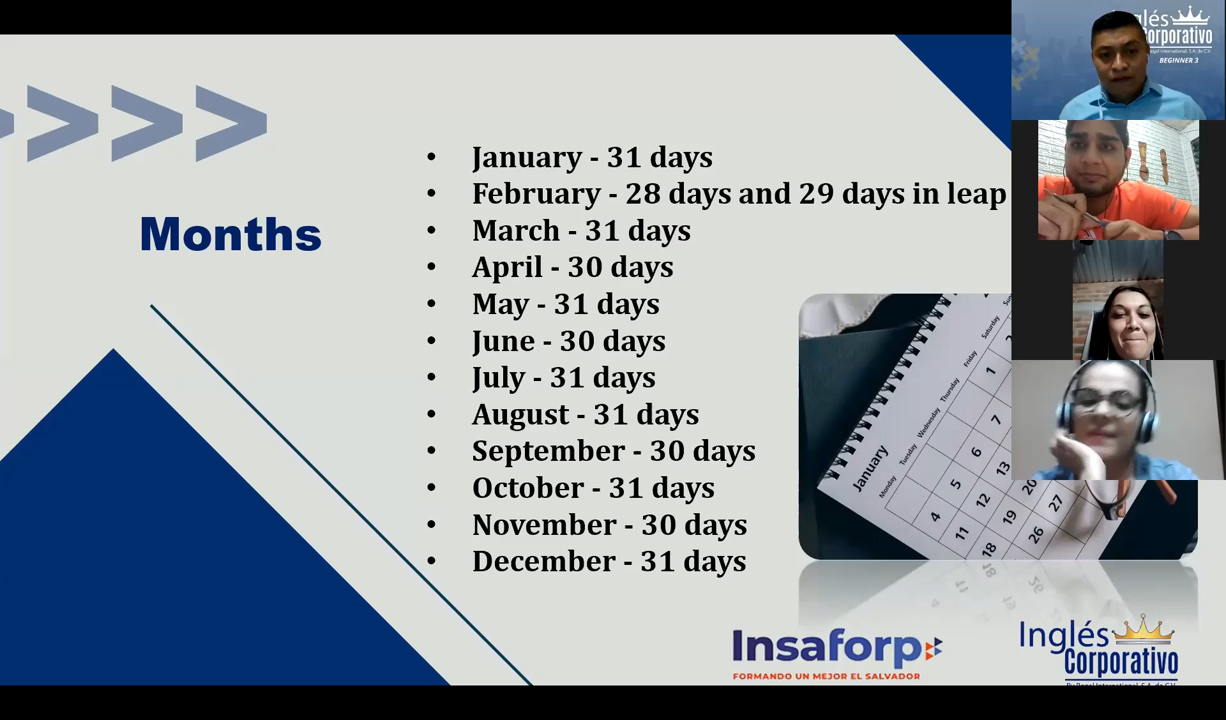 Inglés
Corporativo
BEGINNER 3
Months
• January - 31 days
• February - 28 days and 29 days in leap
• March - 31 days
• April - 30 days
• May - 31 days
• June - 30 days
• July - 31 days
• August - 31 days
• September - 30 days
• October - 31 days
• November - 30 days
• December - 31 days
January
Monday
Tuesday
Wednesday
Thursday
Friday
Saturday
1
4 5 6 7
11 12 13
18 19 20
26 27
Insaforp
FORMANDO UN MEJOR EL SALVADOR
Inglés
Corporativo